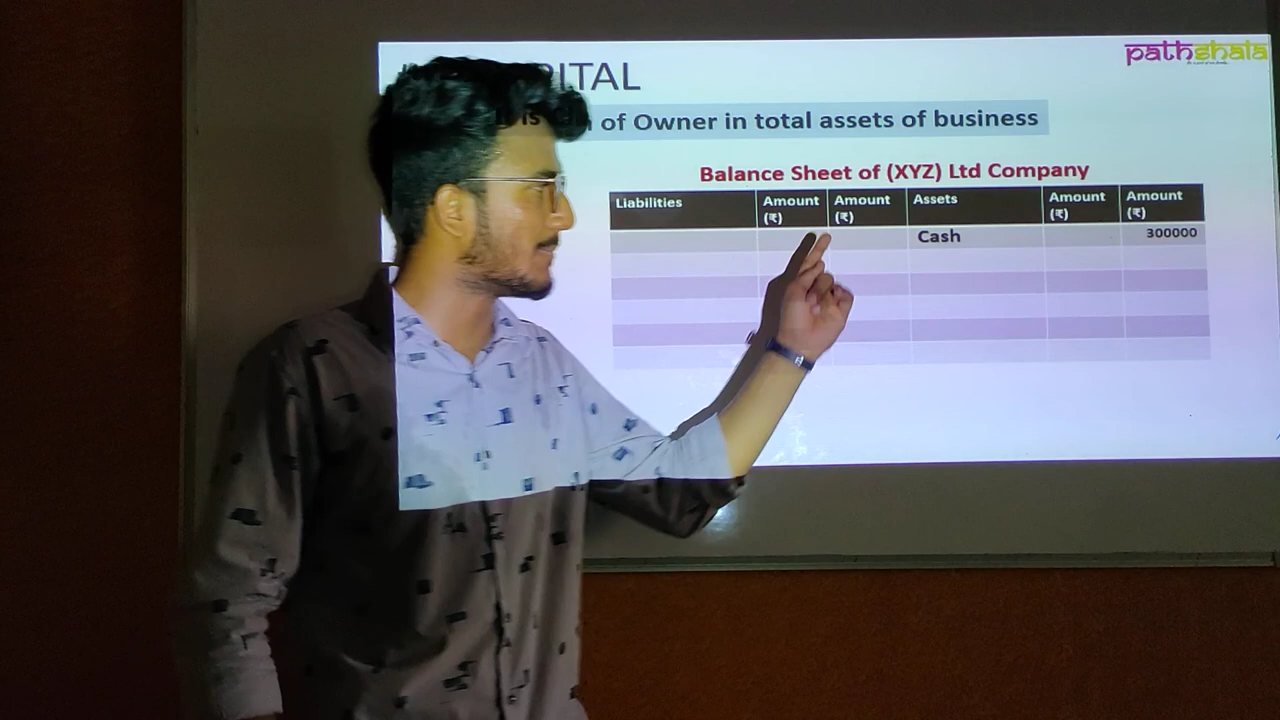 pathshala
PITAL
is of Owner in total assets of business
Balance Sheet of (XYZ) Ltd Company
Liabilities Amount (₹) Amount (₹) Assets Amount (₹) Amount (₹)
Cash 300000